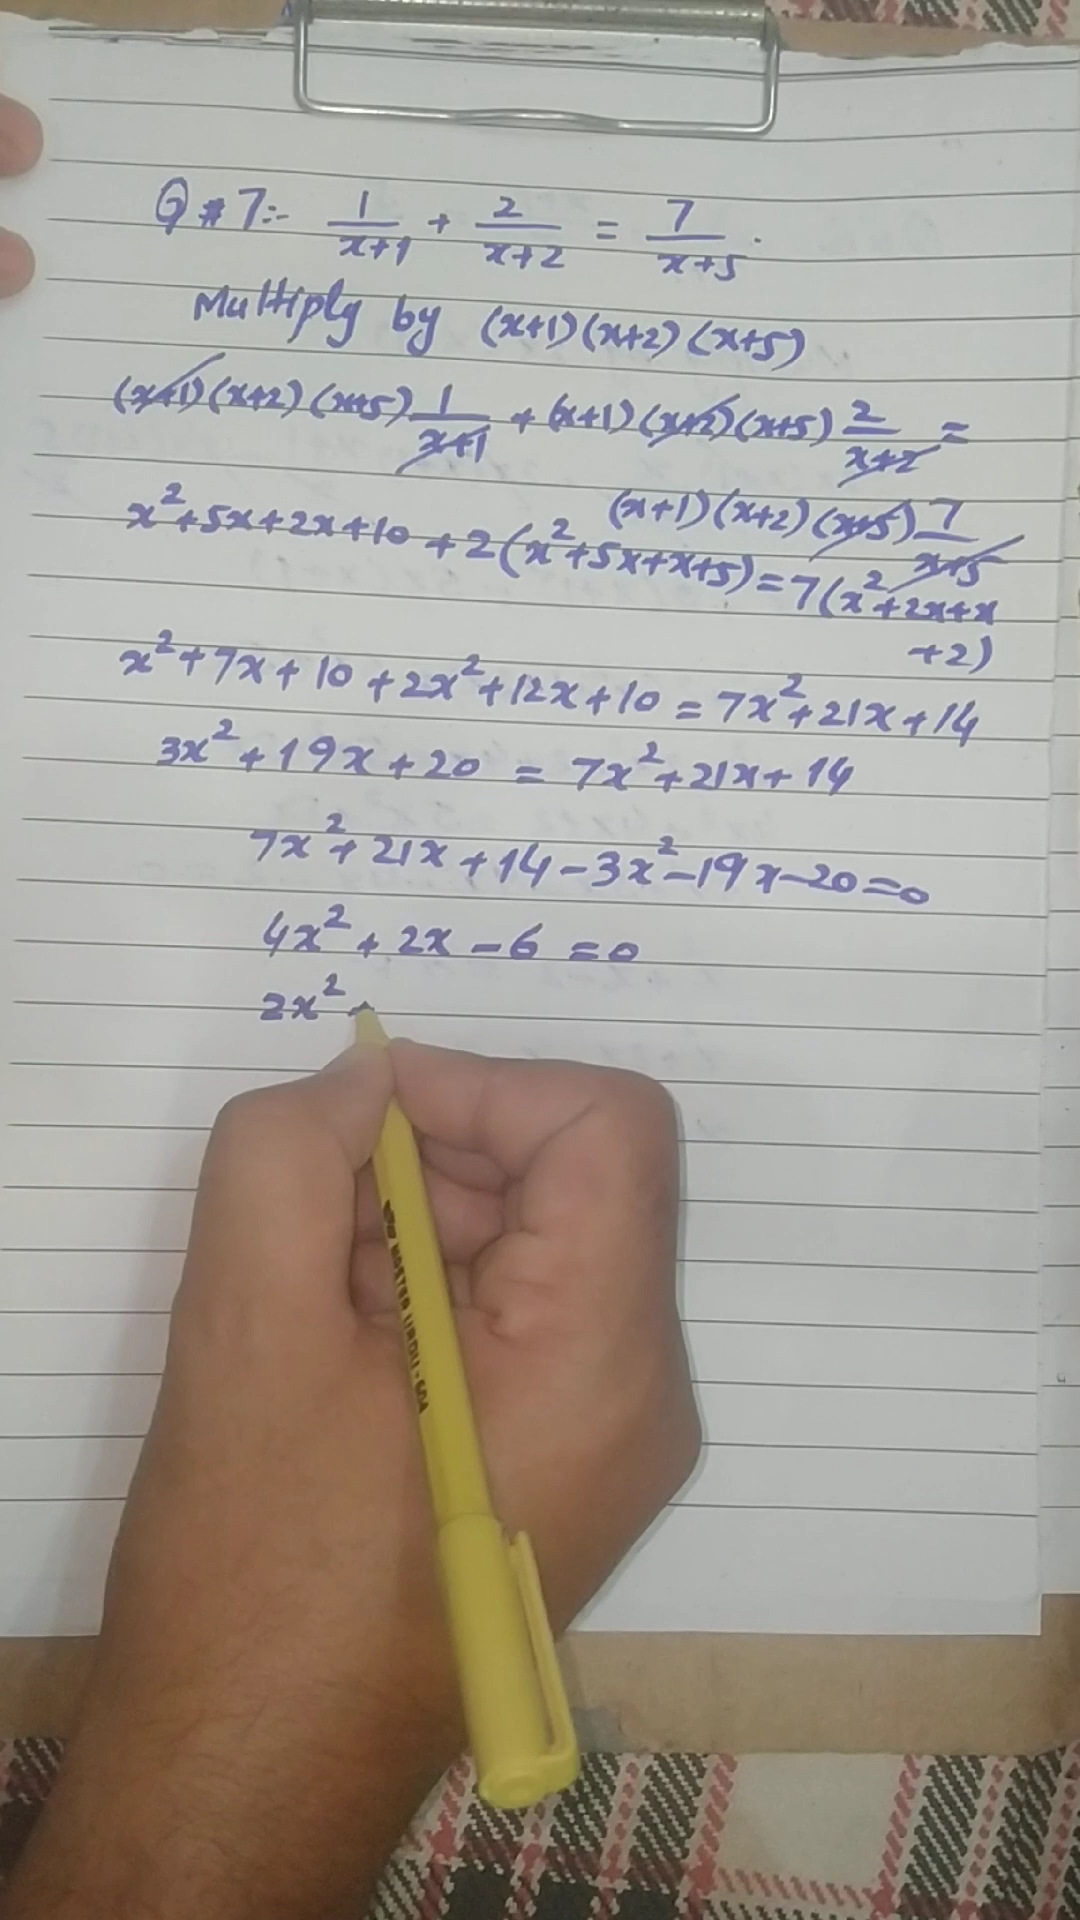 Q # 7:- 1/(x+1) + 2/(x+2) = 7/(x+5).
Multiply by (x+1)(x+2)(x+5)
(x+1)(x+2)(x+5) 1/(x+1) + (x+1)(x+2)(x+5) 2/(x+2) =
(x+1)(x+2)(x+5) 7/(x+5)
x²+5x+2x+10 + 2(x²+5x+x+5) = 7(x²+2x+x
+2)
x²+7x+10+2x²+12x+10 = 7x²+21x+14
3x²+19x+20 = 7x²+21x+14
7x²+21x+14-3x²-19x-20=0
4x²+2x-6=0
2x²